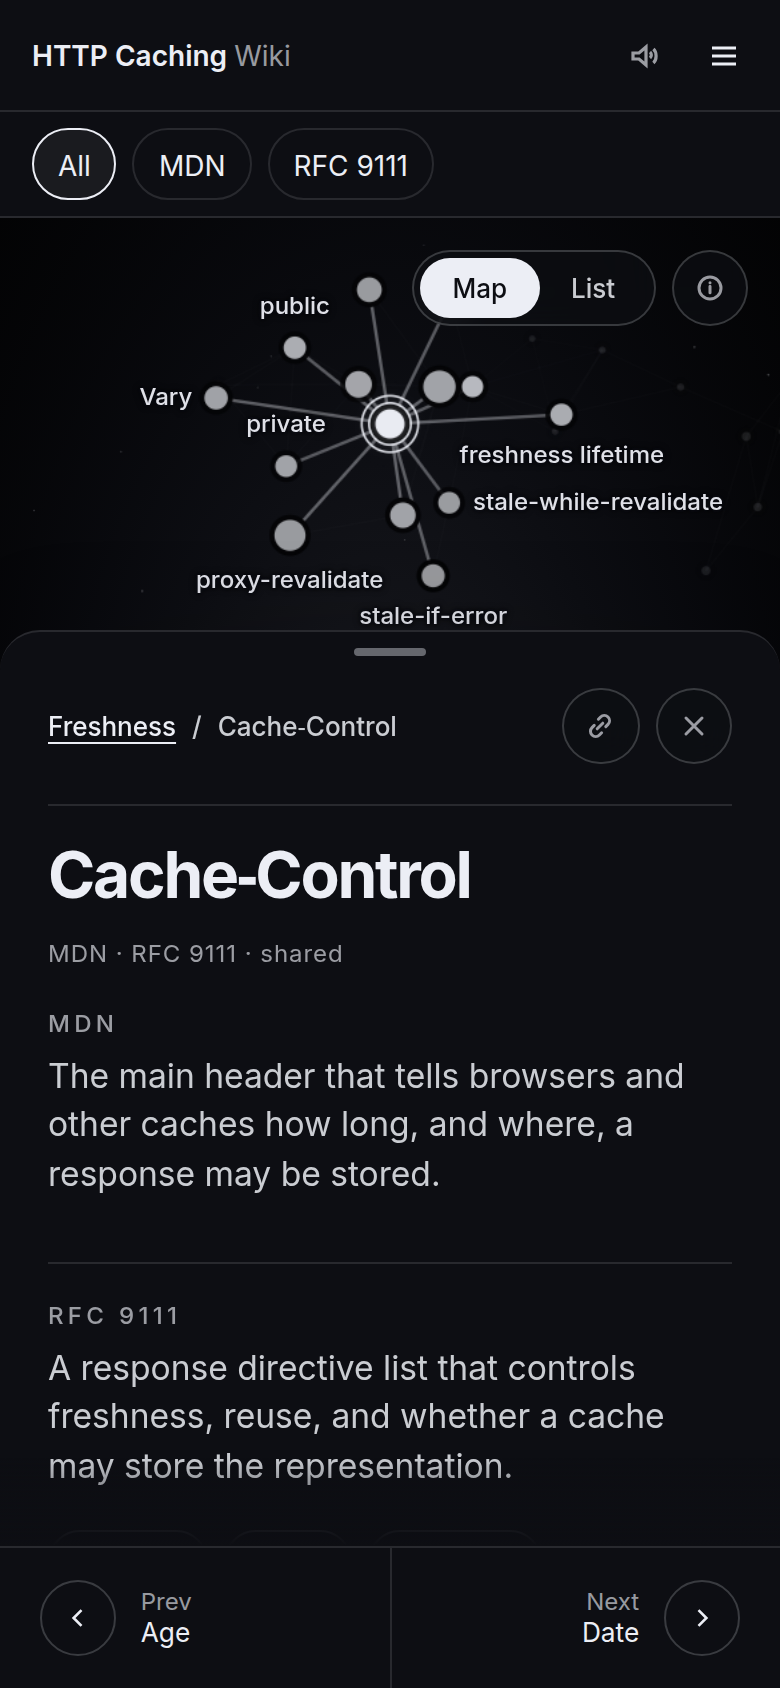 HTTP Caching Wiki
All
MDN
RFC 9111
Map
List
public
Vary
private
freshness lifetime
stale-while-revalidate
proxy-revalidate
stale-if-error
Freshness / Cache-Control
Cache-Control
MDN · RFC 9111 · shared
MDN
The main header that tells browsers and
other caches how long, and where, a
response may be stored.
RFC 9111
A response directive list that controls
freshness, reuse, and whether a cache
may store the representation.
Prev
Age
Next
Date